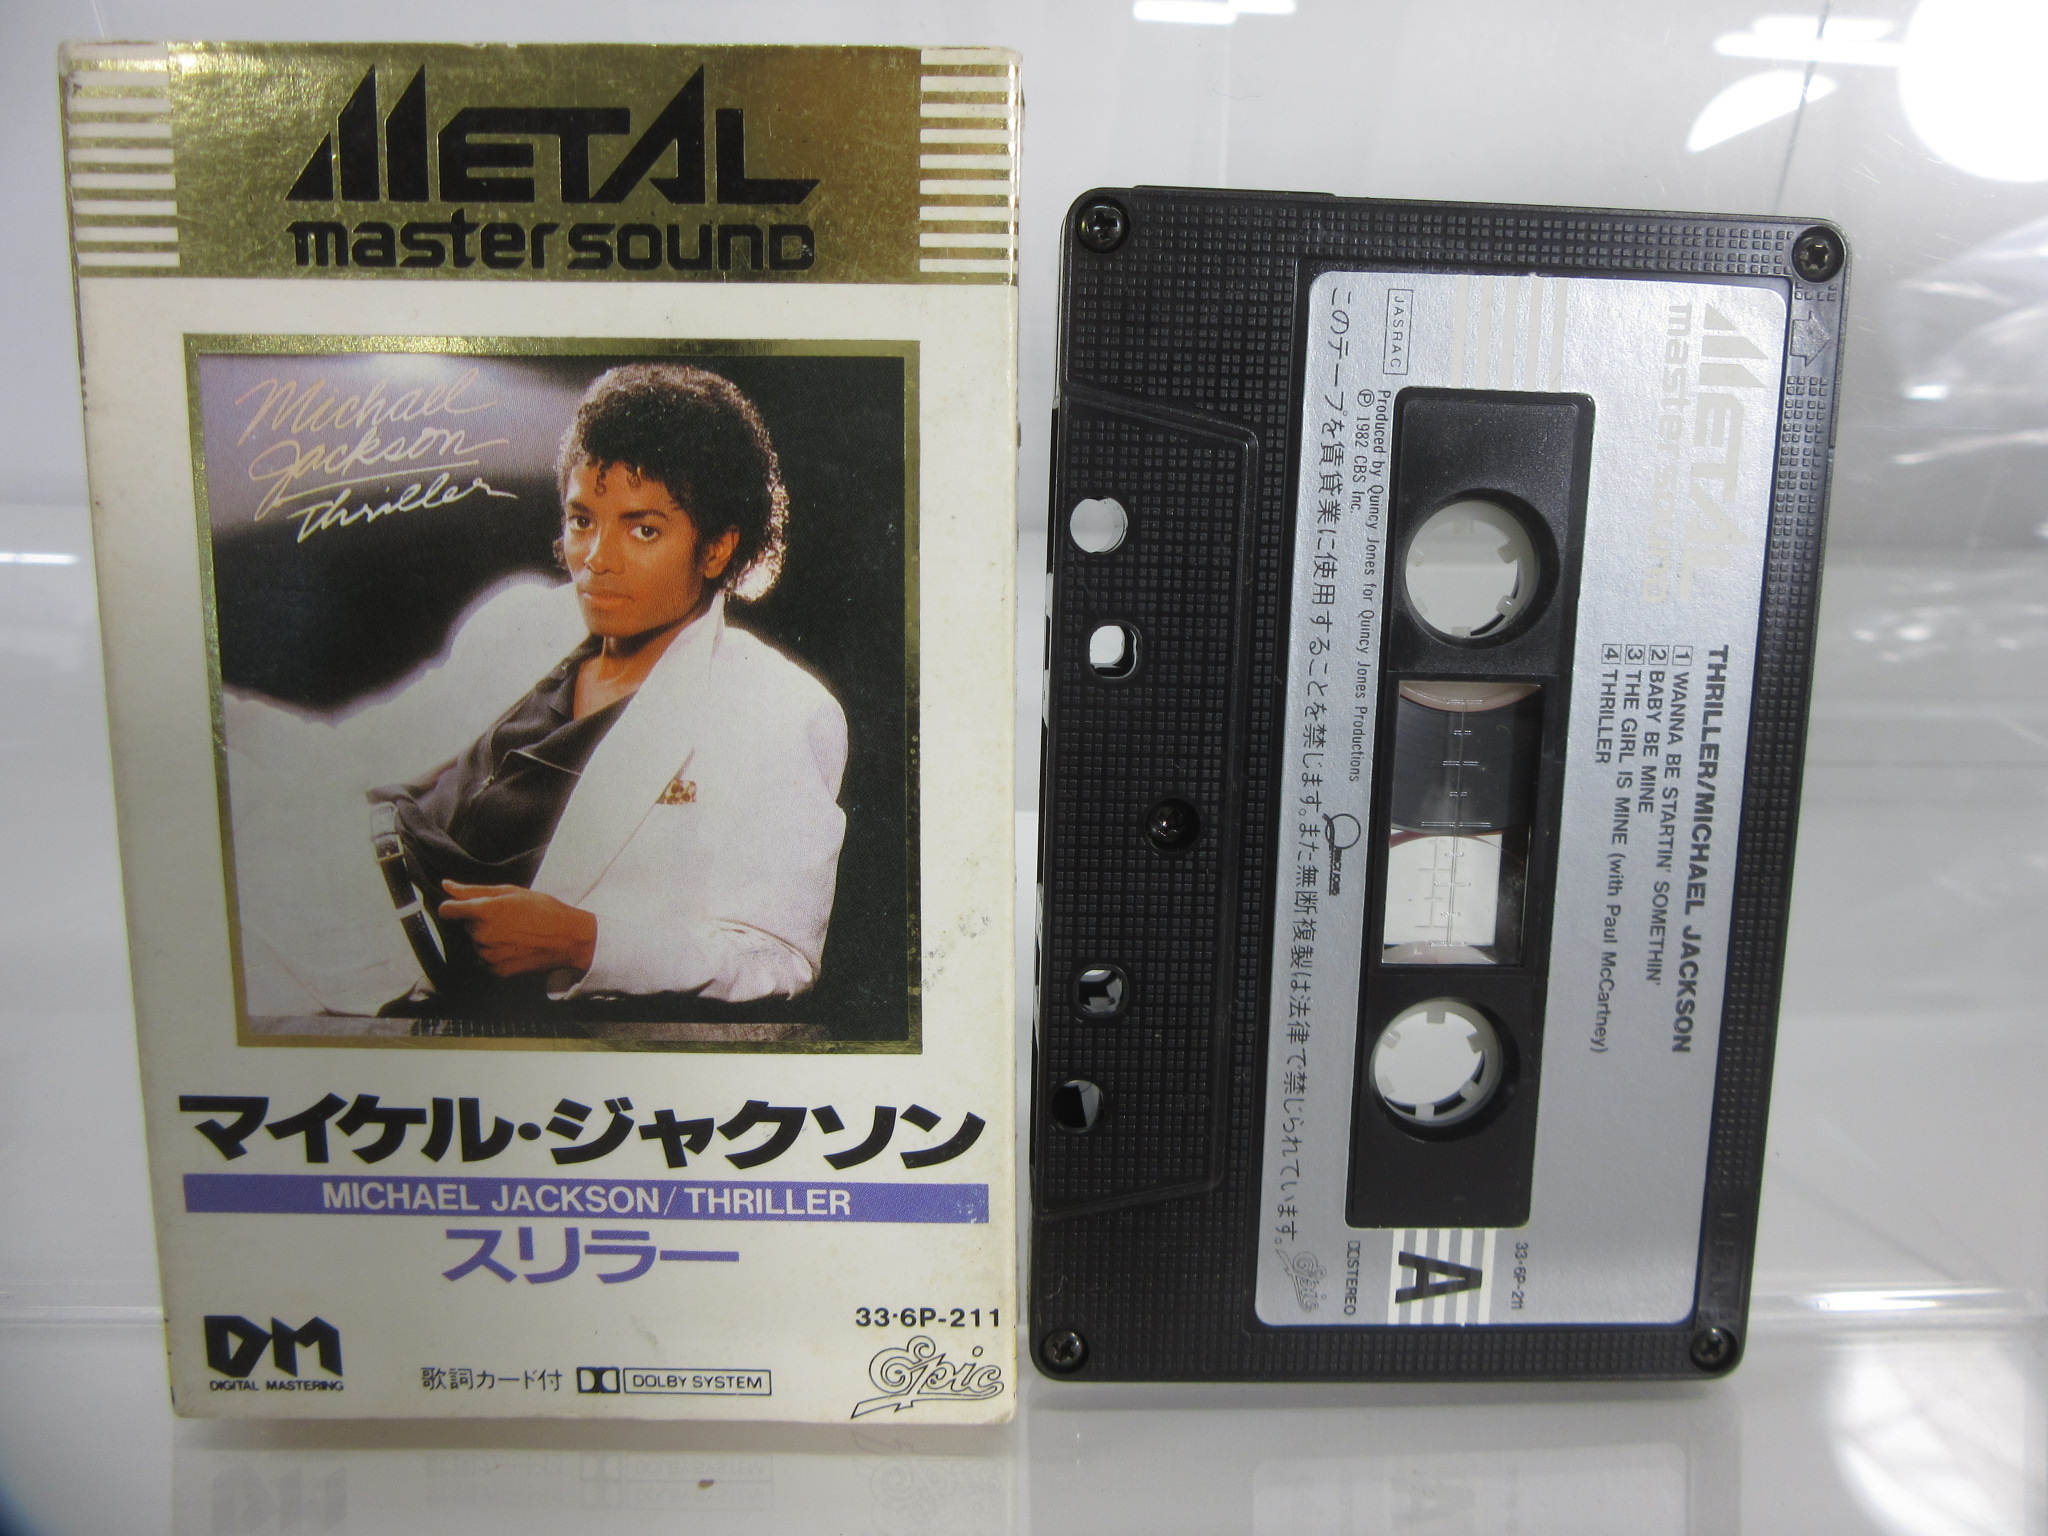 METAL
master sound
Michael
Jackson
Thriller
マイケル・ジャクソン
MICHAEL JACKSON/THRILLER
スリラー
33・6P-211
DM
DIGITAL MASTERING
歌詞カード付
DOLBY SYSTEM
Epic
METAL
master sound
THRILLER/MICHAEL JACKSON
1 WANNA BE STARTIN' SOMETHIN'
2 BABY BE MINE
3 THE GIRL IS MINE (with Paul McCartney)
4 THRILLER
33・6P-211
A
JASRAC
Produced by Quincy Jones for Quincy Jones Productions
QUINCY JONES
Ⓟ 1982 CBS Inc.
STEREO
このテープを賃貸業に使用することを禁じます。また無断複製は法律で禁じられています。
Epic